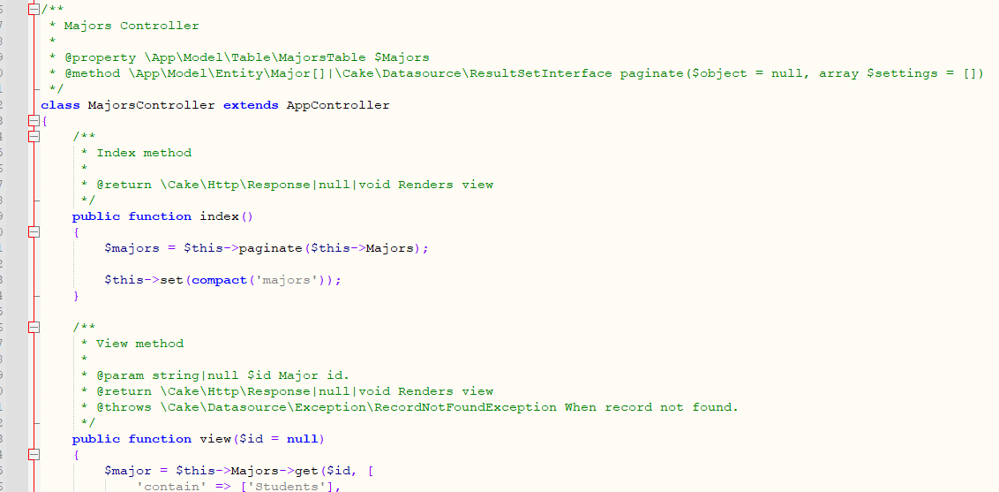 /**
 * Majors Controller
 *
 * @property \App\Model\Table\MajorsTable $Majors
 * @method \App\Model\Entity\Major[]|\Cake\Datasource\ResultSetInterface paginate($object = null, array $settings = [])
 */
class MajorsController extends AppController
{
    /**
     * Index method
     *
     * @return \Cake\Http\Response|null|void Renders view
     */
    public function index()
    {
        $majors = $this->paginate($this->Majors);

        $this->set(compact('majors'));
    }

    /**
     * View method
     *
     * @param string|null $id Major id.
     * @return \Cake\Http\Response|null|void Renders view
     * @throws \Cake\Datasource\Exception\RecordNotFoundException When record not found.
     */
    public function view($id = null)
    {
        $major = $this->Majors->get($id, [
            'contain' => ['Students'],